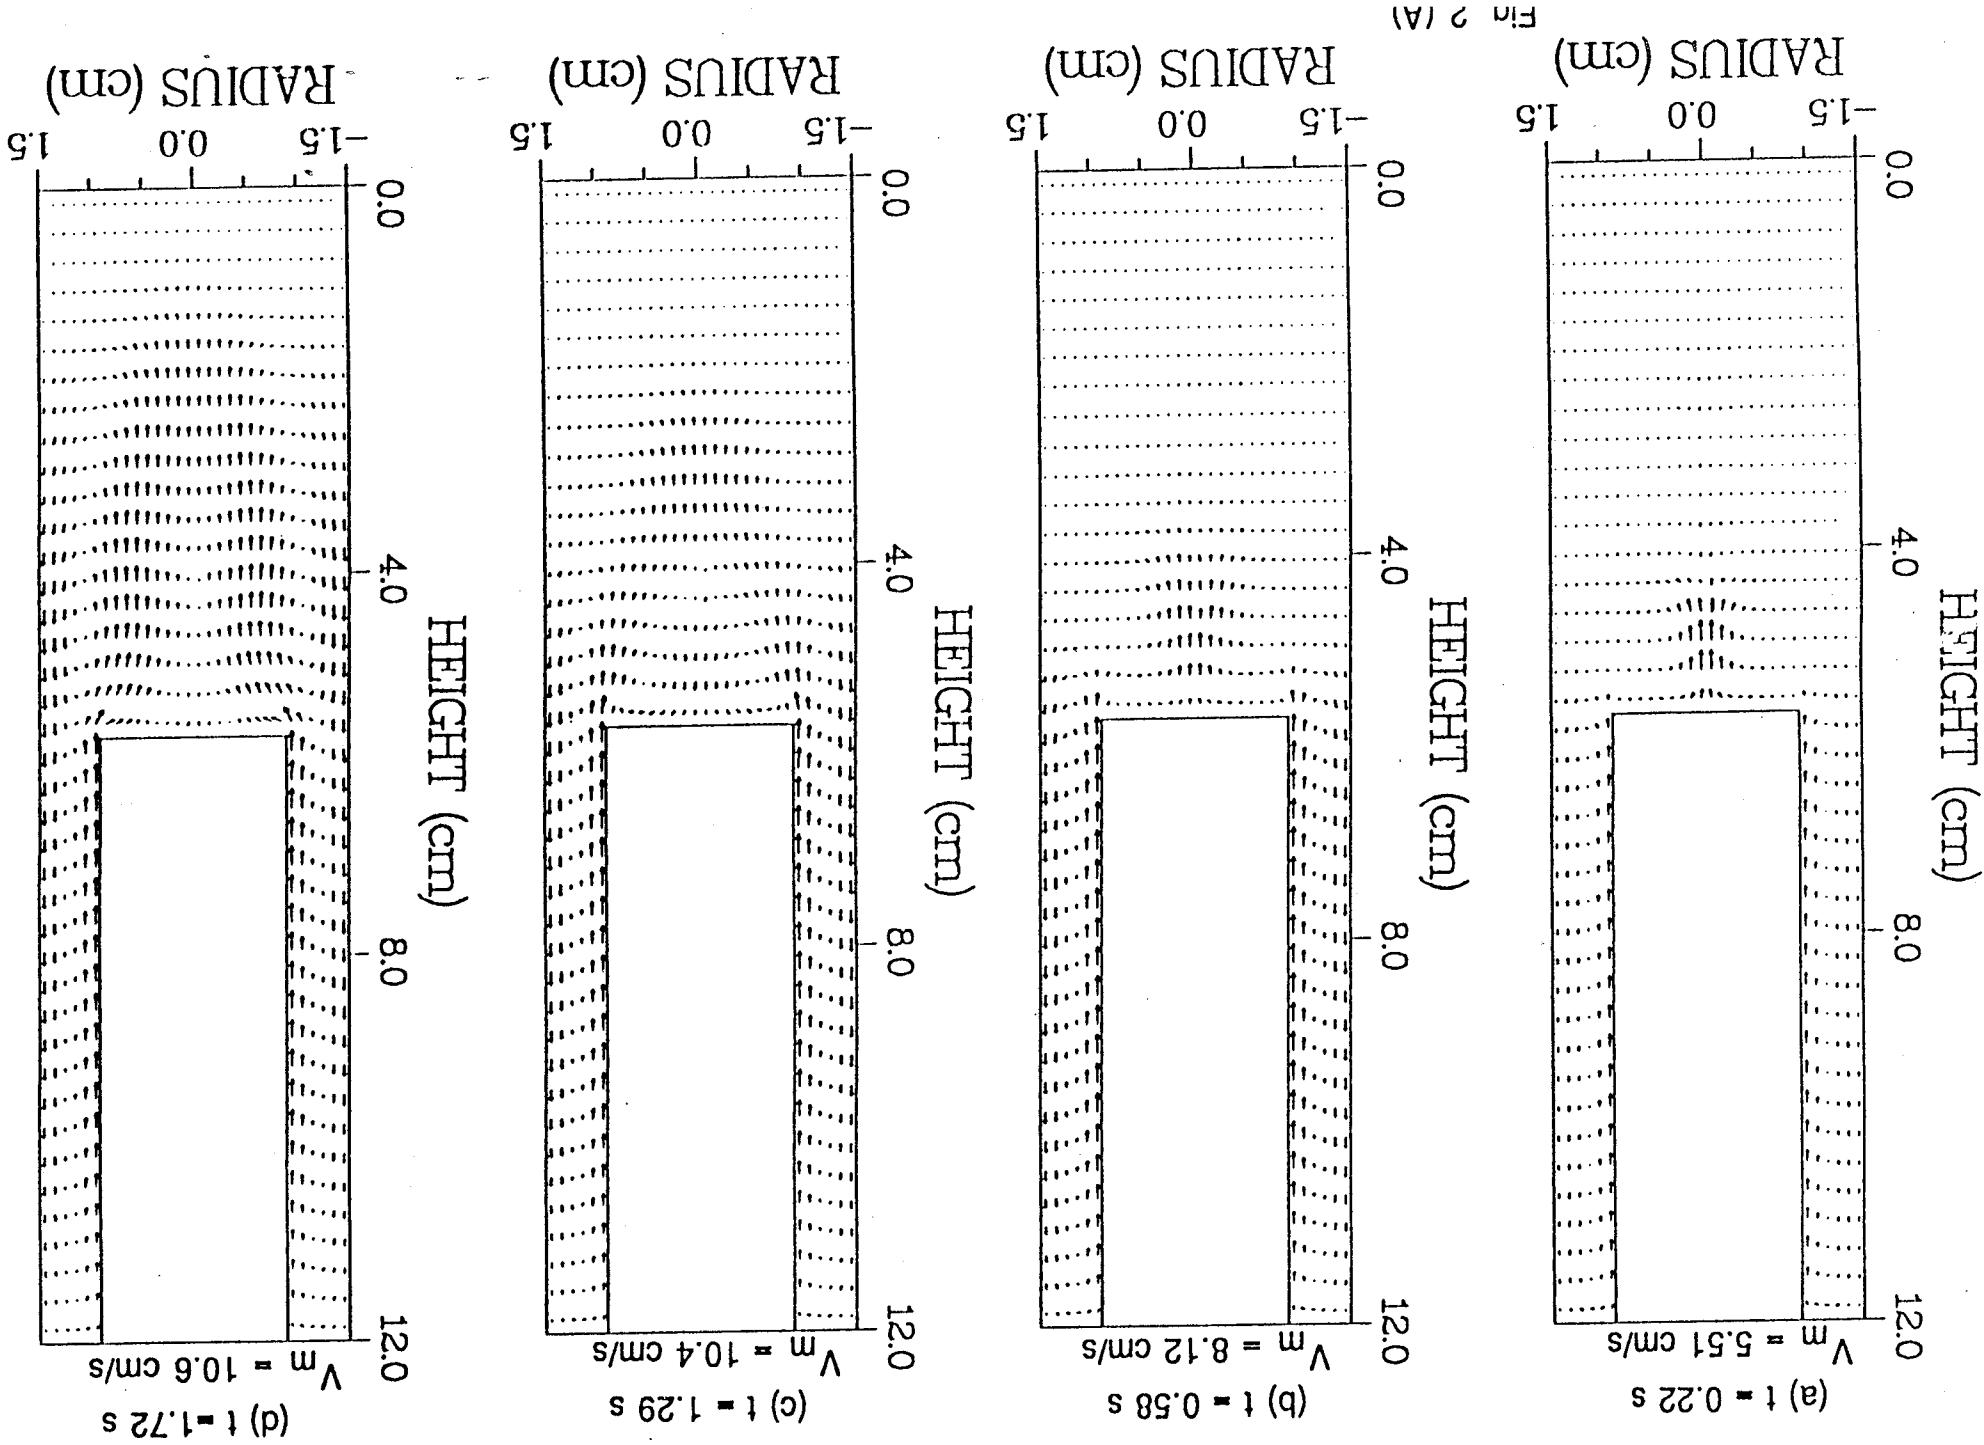 (a) t = 0.22 s
Vm = 5.51 cm/s
12.0
8.0
4.0
0.0
HEIGHT (cm)
-1.5 0.0 1.5
RADIUS (cm)
(b) t = 0.58 s
Vm = 8.12 cm/s
12.0
8.0
4.0
0.0
HEIGHT (cm)
-1.5 0.0 1.5
RADIUS (cm)
(c) t = 1.29 s
Vm = 10.4 cm/s
12.0
8.0
4.0
0.0
HEIGHT (cm)
-1.5 0.0 1.5
RADIUS (cm)
(d) t = 1.72 s
Vm = 10.6 cm/s
12.0
8.0
4.0
0.0
HEIGHT (cm)
-1.5 0.0 1.5
RADIUS (cm)
Fig 2 (A)